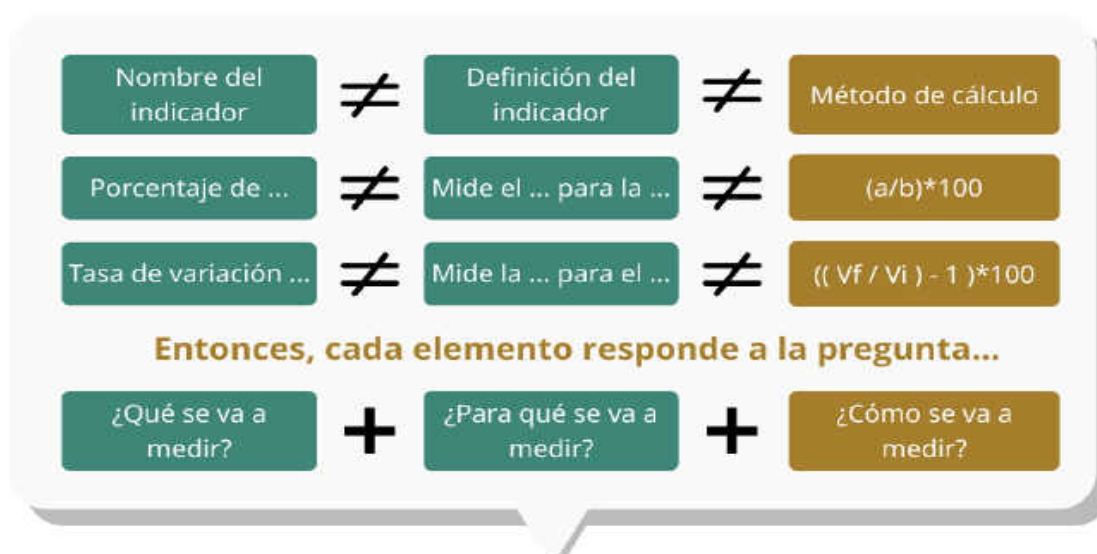 Nombre del
indicador
≠
Definición del
indicador
≠
Método de cálculo
Porcentaje de ...
≠
Mide el ... para la ...
≠
(a/b)*100
Tasa de variación ...
≠
Mide la ... para el ...
≠
(( Vf / Vi ) - 1 )*100
Entonces, cada elemento responde a la pregunta...
¿Qué se va a
medir?
+
¿Para qué se va a
medir?
+
¿Cómo se va a
medir?